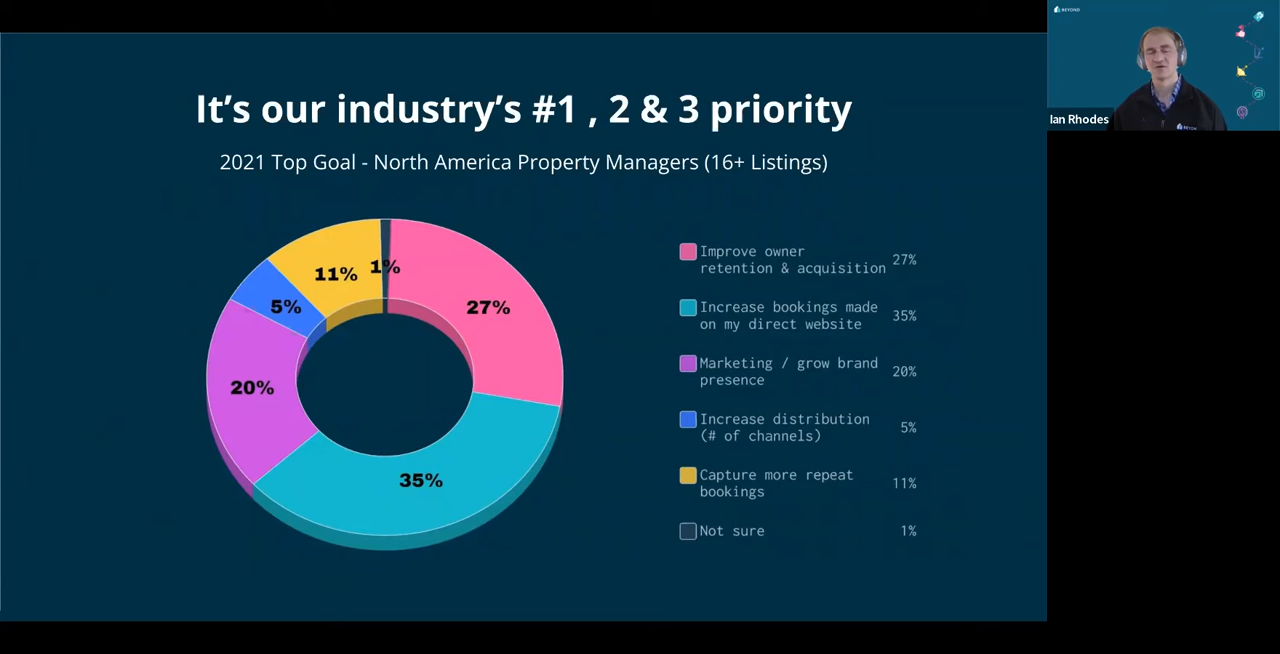 BEYOND
Ian Rhodes
BEYOND
It's our industry's #1 , 2 & 3 priority
2021 Top Goal - North America Property Managers (16+ Listings)
11%
1%
27%
5%
20%
35%
Improve owner
retention & acquisition 27%
Increase bookings made
on my direct website 35%
Marketing / grow brand
presence 20%
Increase distribution
(# of channels) 5%
Capture more repeat
bookings 11%
Not sure 1%